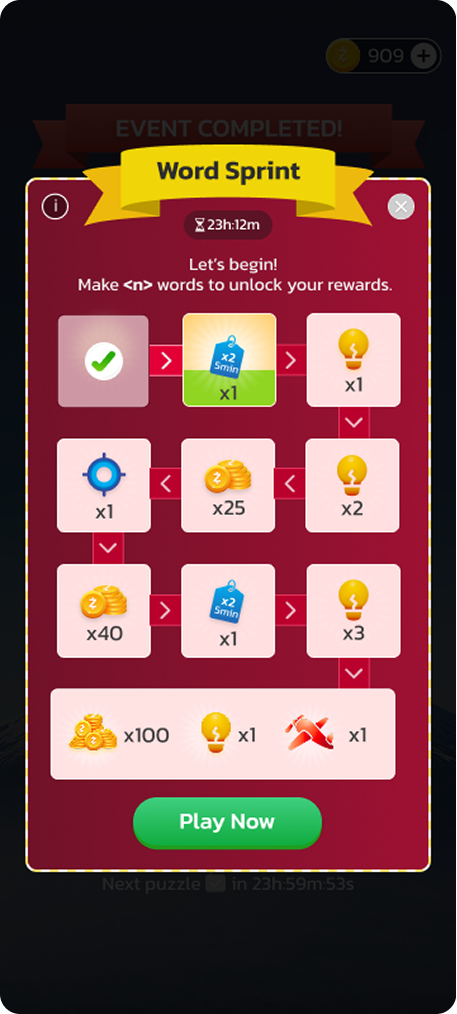 909
EVENT COMPLETED!
Word Sprint
i
23h:12m
Let's begin!
Make <n> words to unlock your rewards.
x2
5min
x1
x1
x1
x25
x2
x40
x2
5min
x1
x3
x100
x1
x1
Play Now
Next puzzle in 23h:59m:53s